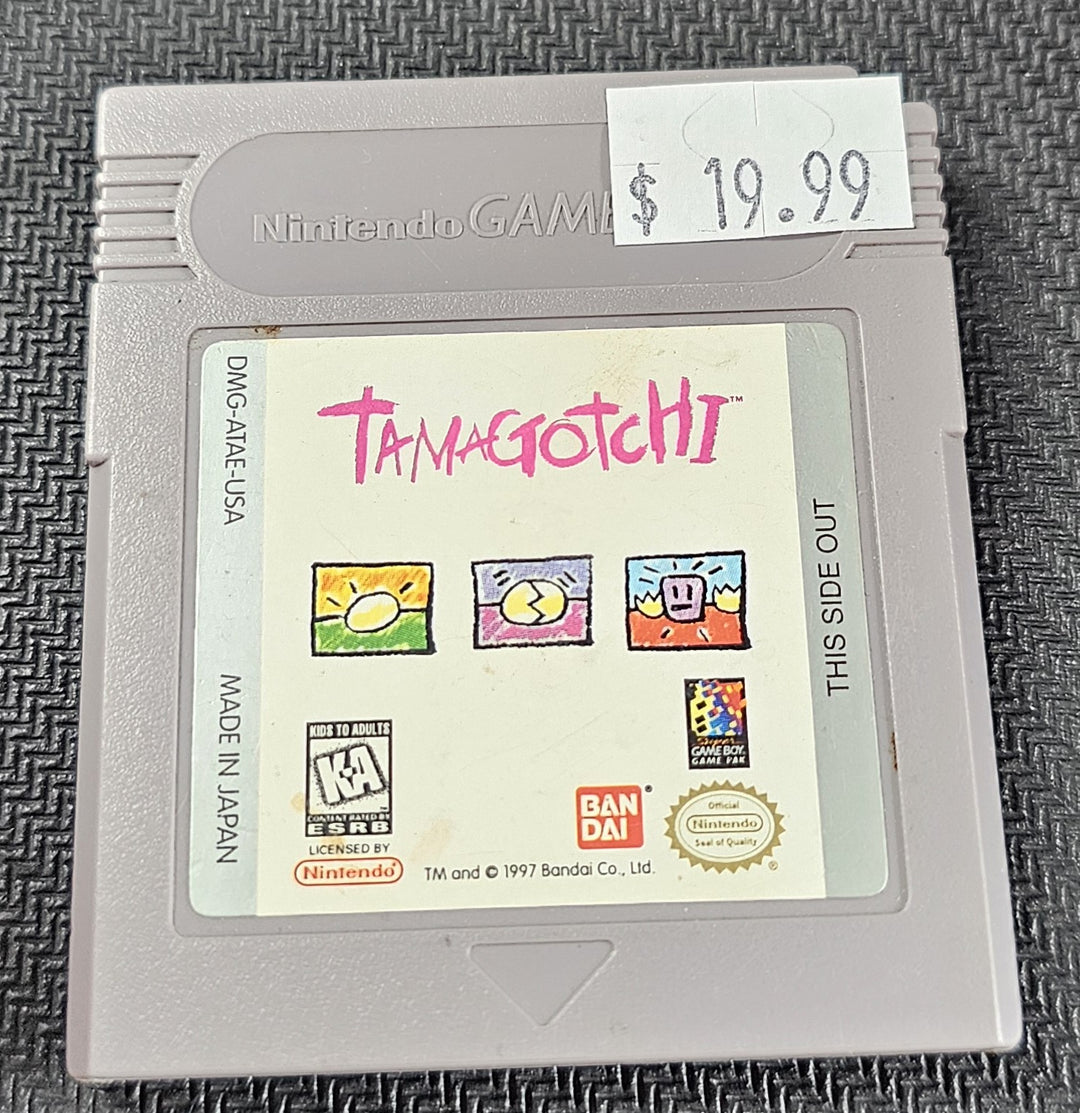 Nintendo GAME
$ 19.99
DMG-ATAE-USA
MADE IN JAPAN
TAMAGOTCHI™
THIS SIDE OUT
KIDS TO ADULTS
K-A
CONTENT RATED BY
ESRB
Super
GAME BOY
GAME PAK
BAN
DAI®
Official
Nintendo
Seal of Quality
®
LICENSED BY
Nintendo®
TM and © 1997 Bandai Co., Ltd.